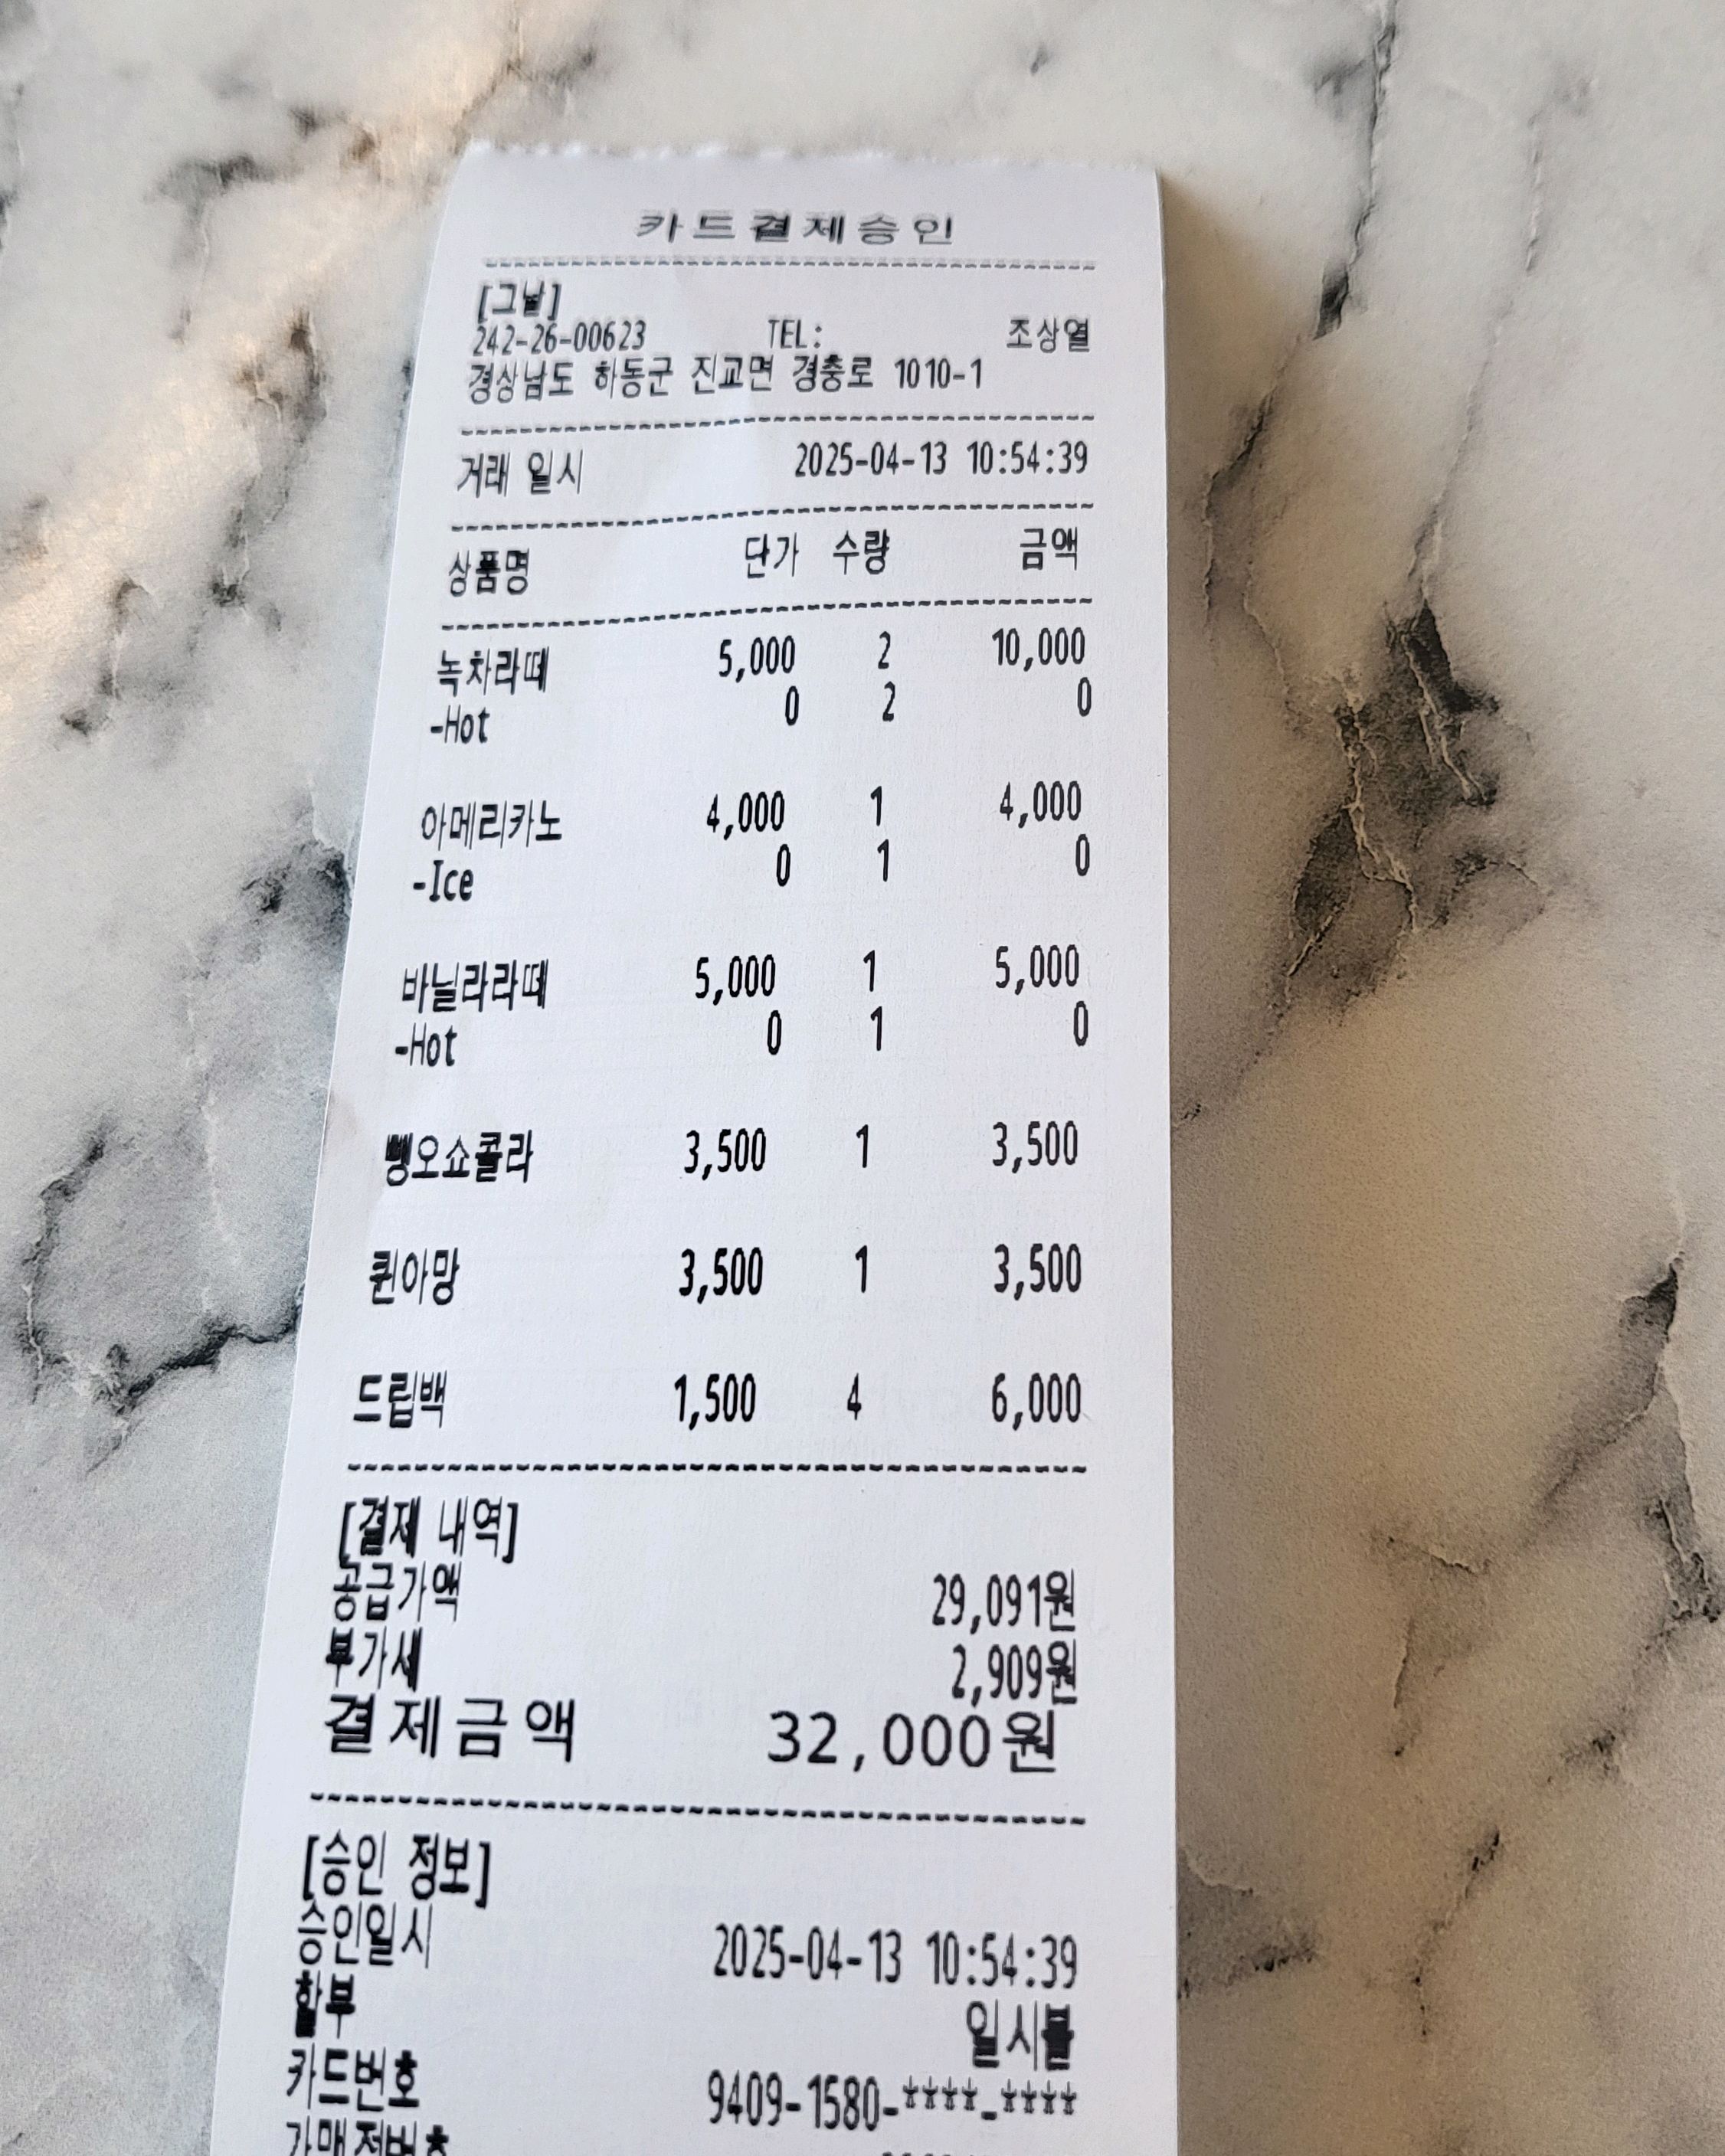 카드결제승인
[그날]
242-26-00623 TEL: 조상열
경상남도 하동군 진교면 경충로 1010-1
거래 일시 2025-04-13 10:54:39
상품명 단가 수량 금액
녹차라떼 5,000 2 10,000
-Hot 0 2 0
아메리카노 4,000 1 4,000
-Ice 0 1 0
바닐라라떼 5,000 1 5,000
-Hot 0 1 0
뺑오쇼콜라 3,500 1 3,500
퀸아망 3,500 1 3,500
드립백 1,500 4 6,000
[결제 내역]
공급가액 29,091원
부가세 2,909원
결제금액 32,000원
[승인 정보]
승인일시 2025-04-13 10:54:39
할부 일시불
카드번호 9409-1580-****-****
가맹점번호